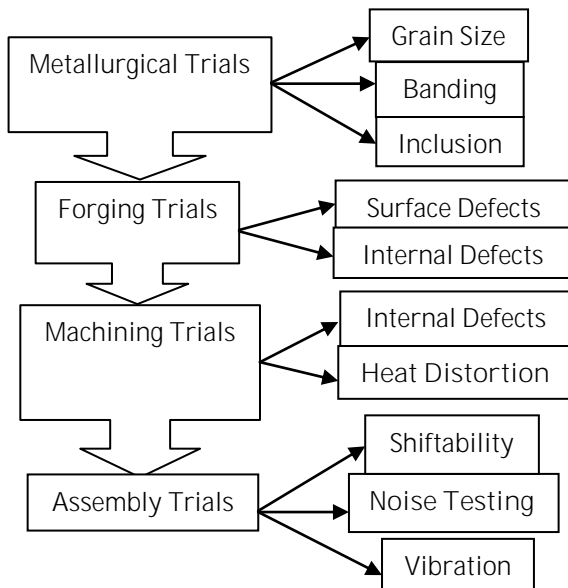 Metallurgical Trials
Grain Size
Banding
Inclusion
Forging Trials
Surface Defects
Internal Defects
Machining Trials
Internal Defects
Heat Distortion
Assembly Trials
Shiftability
Noise Testing
Vibration